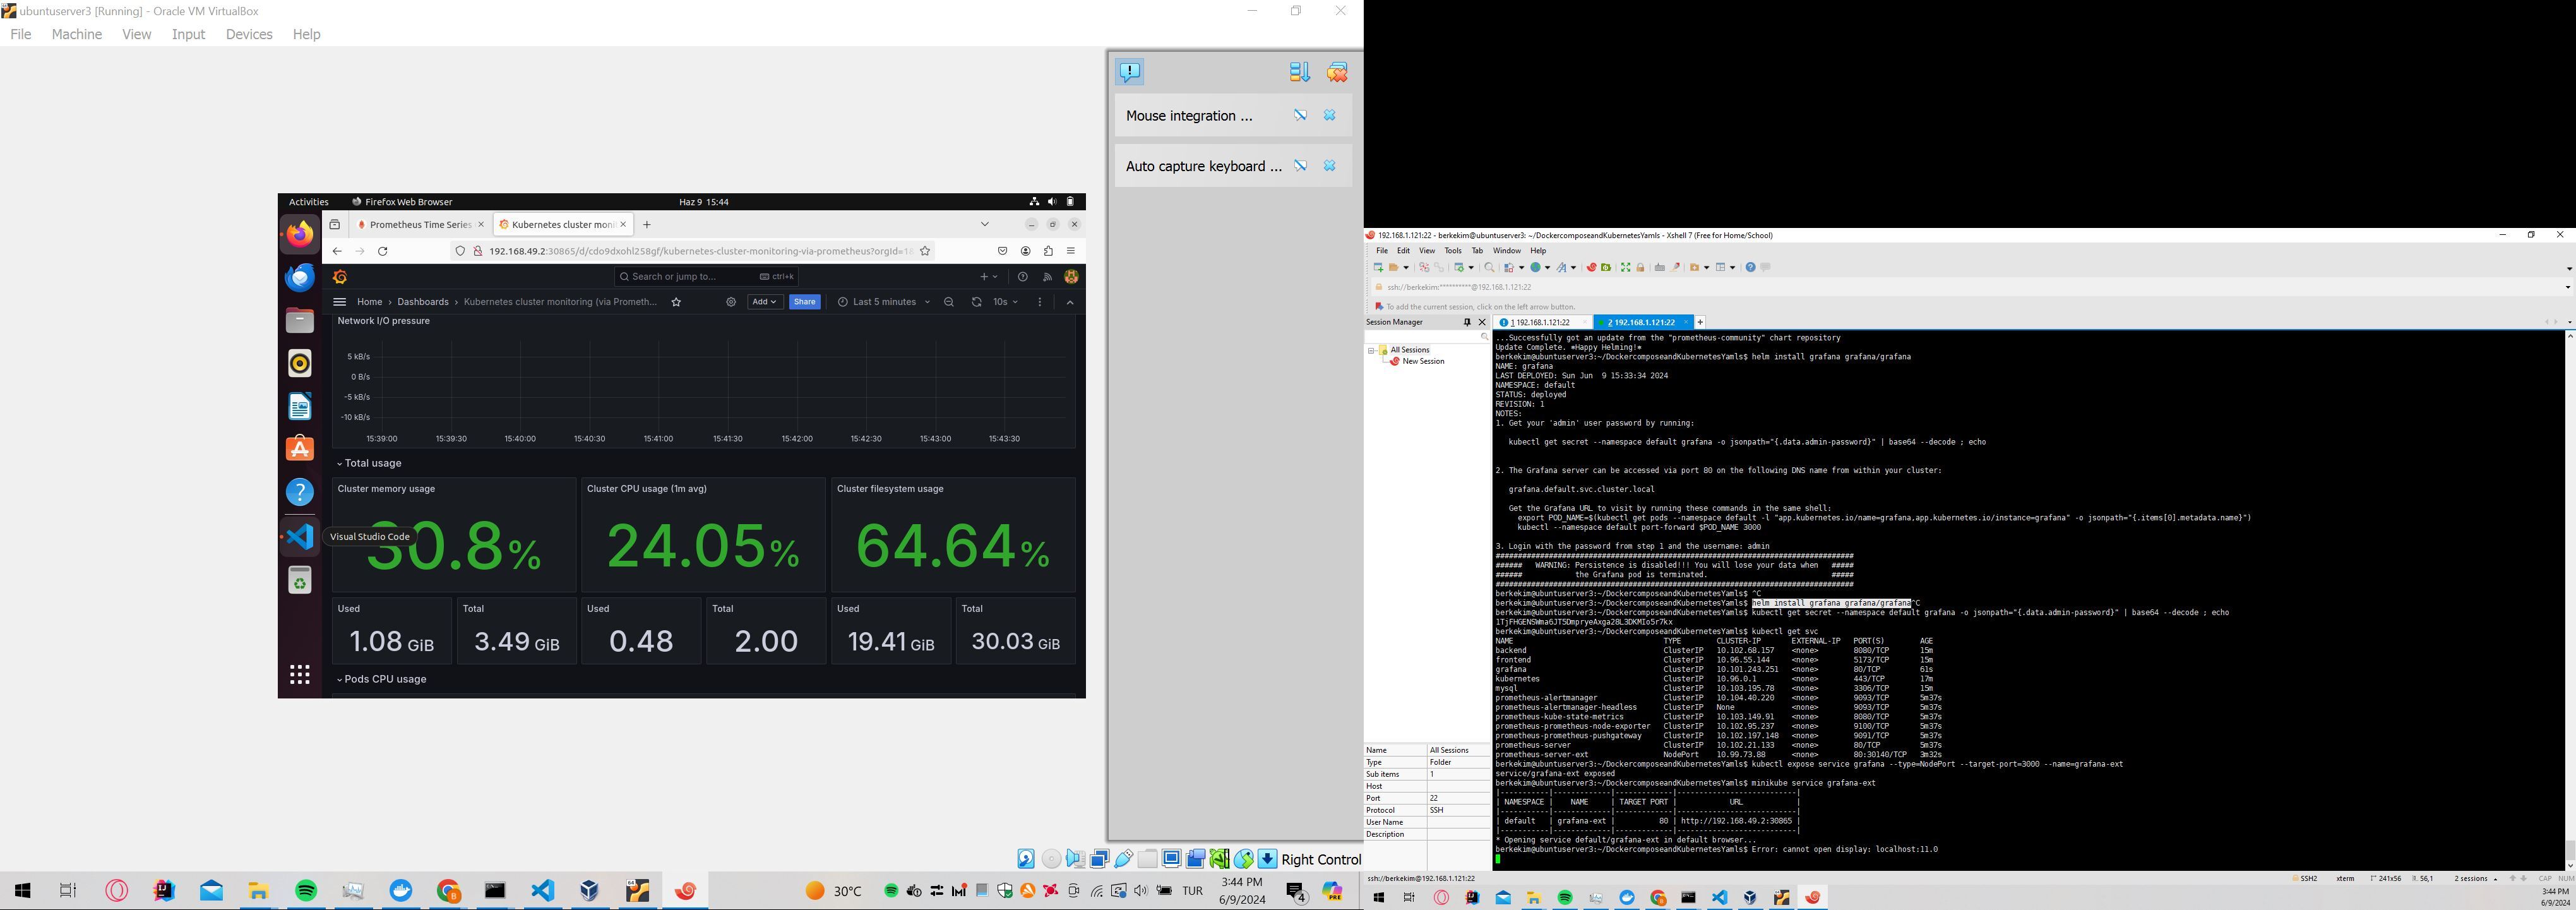 ubuntuserver3 [Running] - Oracle VM VirtualBox
File Machine View Input Devices Help
Mouse integration ...
Auto capture keyboard ...
Activities Firefox Web Browser Haz 9 15:44
Prometheus Time Series Kubernetes cluster moni
192.168.49.2:30865/d/cdo9dxohl258gf/kubernetes-cluster-monitoring-via-prometheus?orgId=1
Search or jump to... ctrl+k
Home › Dashboards › Kubernetes cluster monitoring (via Prometh... Add Share Last 5 minutes 10s
Network I/O pressure
5 kB/s
0 B/s
-5 kB/s
-10 kB/s
15:39:00 15:39:30 15:40:00 15:40:30 15:41:00 15:41:30 15:42:00 15:42:30 15:43:00 15:43:30
Total usage
Cluster memory usage Cluster CPU usage (1m avg) Cluster filesystem usage
30.8% 24.05% 64.64%
Visual Studio Code
Used Total Used Total Used Total
1.08 GiB 3.49 GiB 0.48 2.00 19.41 GiB 30.03 GiB
Pods CPU usage
Right Control
30°C TUR 3:44 PM 6/9/2024 4 PRE
192.168.1.121:22 - berkekim@ubuntuserver3: ~/DockercomposeandKubernetesYamls - Xshell 7 (Free for Home/School)
File Edit View Tools Tab Window Help
ssh://berkekim:**********@192.168.1.121:22
To add the current session, click on the left arrow button.
Session Manager
1 192.168.1.121:22 2 192.168.1.121:22
All Sessions
New Session
...Successfully got an update from the "prometheus-community" chart repository
Update Complete. *Happy Helming!*
berkekim@ubuntuserver3:~/DockercomposeandKubernetesYamls$ helm install grafana grafana/grafana
NAME: grafana
LAST DEPLOYED: Sun Jun  9 15:33:34 2024
NAMESPACE: default
STATUS: deployed
REVISION: 1
NOTES:
1. Get your 'admin' user password by running:
kubectl get secret --namespace default grafana -o jsonpath="{.data.admin-password}" | base64 --decode ; echo
2. The Grafana server can be accessed via port 80 on the following DNS name from within your cluster:
grafana.default.svc.cluster.local
Get the Grafana URL to visit by running these commands in the same shell:
export POD_NAME=$(kubectl get pods --namespace default -l "app.kubernetes.io/name=grafana,app.kubernetes.io/instance=grafana" -o jsonpath="{.items[0].metadata.name}")
kubectl --namespace default port-forward $POD_NAME 3000
3. Login with the password from step 1 and the username: admin
#################################################################################
######   WARNING: Persistence is disabled!!! You will lose your data when   #####
######            the Grafana pod is terminated.                            #####
#################################################################################
berkekim@ubuntuserver3:~/DockercomposeandKubernetesYamls$ ^C
berkekim@ubuntuserver3:~/DockercomposeandKubernetesYamls$ helm install grafana grafana/grafana^C
berkekim@ubuntuserver3:~/DockercomposeandKubernetesYamls$ kubectl get secret --namespace default grafana -o jsonpath="{.data.admin-password}" | base64 --decode ; echo
1TjFHGENSWma6JT5DmpryeAxga28L3DKMIo5r7kx
berkekim@ubuntuserver3:~/DockercomposeandKubernetesYamls$ kubectl get svc
NAME TYPE CLUSTER-IP EXTERNAL-IP PORT(S) AGE
backend ClusterIP 10.102.68.157 <none> 8080/TCP 15m
frontend ClusterIP 10.96.55.144 <none> 5173/TCP 15m
grafana ClusterIP 10.101.243.251 <none> 80/TCP 61s
kubernetes ClusterIP 10.96.0.1 <none> 443/TCP 17m
mysql ClusterIP 10.103.195.78 <none> 3306/TCP 15m
prometheus-alertmanager ClusterIP 10.104.40.220 <none> 9093/TCP 5m37s
prometheus-alertmanager-headless ClusterIP None <none> 9093/TCP 5m37s
prometheus-kube-state-metrics ClusterIP 10.103.149.91 <none> 8080/TCP 5m37s
prometheus-prometheus-node-exporter ClusterIP 10.102.95.237 <none> 9100/TCP 5m37s
prometheus-prometheus-pushgateway ClusterIP 10.102.197.148 <none> 9091/TCP 5m37s
prometheus-server ClusterIP 10.102.21.133 <none> 80/TCP 5m37s
prometheus-server-ext NodePort 10.99.73.88 <none> 80:30140/TCP 3m32s
berkekim@ubuntuserver3:~/DockercomposeandKubernetesYamls$ kubectl expose service grafana --type=NodePort --target-port=3000 --name=grafana-ext
service/grafana-ext exposed
berkekim@ubuntuserver3:~/DockercomposeandKubernetesYamls$ minikube service grafana-ext
|-----------|-------------|-------------|---------------------------|
| NAMESPACE | NAME | TARGET PORT | URL |
|-----------|-------------|-------------|---------------------------|
| default | grafana-ext | 80 | http://192.168.49.2:30865 |
|-----------|-------------|-------------|---------------------------|
* Opening service default/grafana-ext in default browser...
berkekim@ubuntuserver3:~/DockercomposeandKubernetesYamls$ Error: cannot open display: localhost:11.0
Name All Sessions
Type Folder
Sub items 1
Host
Port 22
Protocol SSH
User Name
Description
ssh://berkekim@192.168.1.121:22 SSH2 xterm 241x56 56,1 2 sessions CAP NUM
3:44 PM
6/9/2024